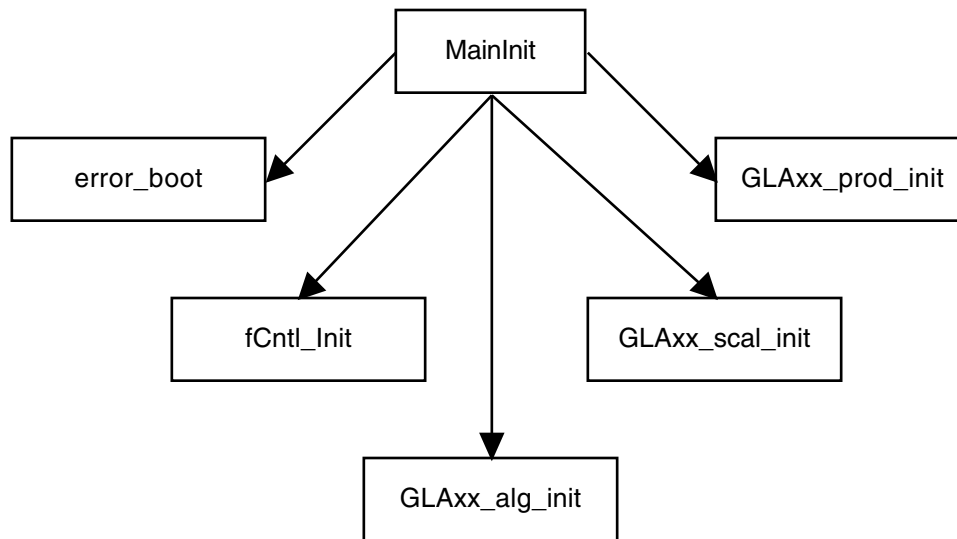 MainInit
error_boot
GLAxx_prod_init
fCntl_Init
GLAxx_scal_init
GLAxx_alg_init